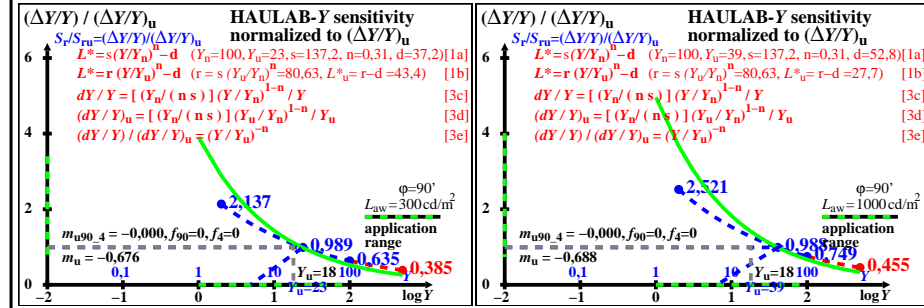 (ΔY/Y) / (ΔY/Y)u
HAULAB-Y sensitivity
normalized to (ΔY/Y)u
Sr/Sru=(ΔY/Y)/(ΔY/Y)u
L*=s(Y/Yn)^n−d (Yn=100, Yu=23, s=137,2, n=0,31, d=37,2)[1a]
L*=r (Y/Yu)^n−d (r = s (Yu/Yn)^n=80,63, L*u = r−d =43,4) [1b]
dY / Y = [ (Yn/ ( n s ) ] (Y / Yn)^1-n / Y [3c]
(dY / Y)u = [ (Yn/ ( n s ) ] (Yu / Yn)^1-n / Yu [3d]
(dY / Y) / (dY / Y)u = (Y / Yu)^-n [3e]
6
4
2
0
2,137
0,989
0,635
0,385
φ=90'
Law=300cd/m2
application
range
mu90_4 = −0,000, f90=0, f4=0
mu = −0,676
0,1 1 10 100 Y
Yu=18
Yu=23
−2 −1 0 1 2
log Y
(ΔY/Y) / (ΔY/Y)u
HAULAB-Y sensitivity
normalized to (ΔY/Y)u
Sr/Sru=(ΔY/Y)/(ΔY/Y)u
L*=s(Y/Yn)^n−d (Yn=100, Yu=39, s=137,2, n=0,31, d=52,8)[1a]
L*=r (Y/Yu)^n−d (r = s (Yu/Yn)^n=80,63, L*u = r−d =27,7) [1b]
dY / Y = [ (Yn/ ( n s ) ] (Y / Yn)^1-n / Y [3c]
(dY / Y)u = [ (Yn/ ( n s ) ] (Yu / Yn)^1-n / Yu [3d]
(dY / Y) / (dY / Y)u = (Y / Yu)^-n [3e]
6
4
2
0
2,521
0,988
0,749
0,455
φ=90'
Law=1000cd/m2
application
range
mu90_4 = −0,000, f90=0, f4=0
mu = −0,688
0,1 1 10 100 Y
Yu=18
Yu=39
−2 −1 0 1 2
log Y